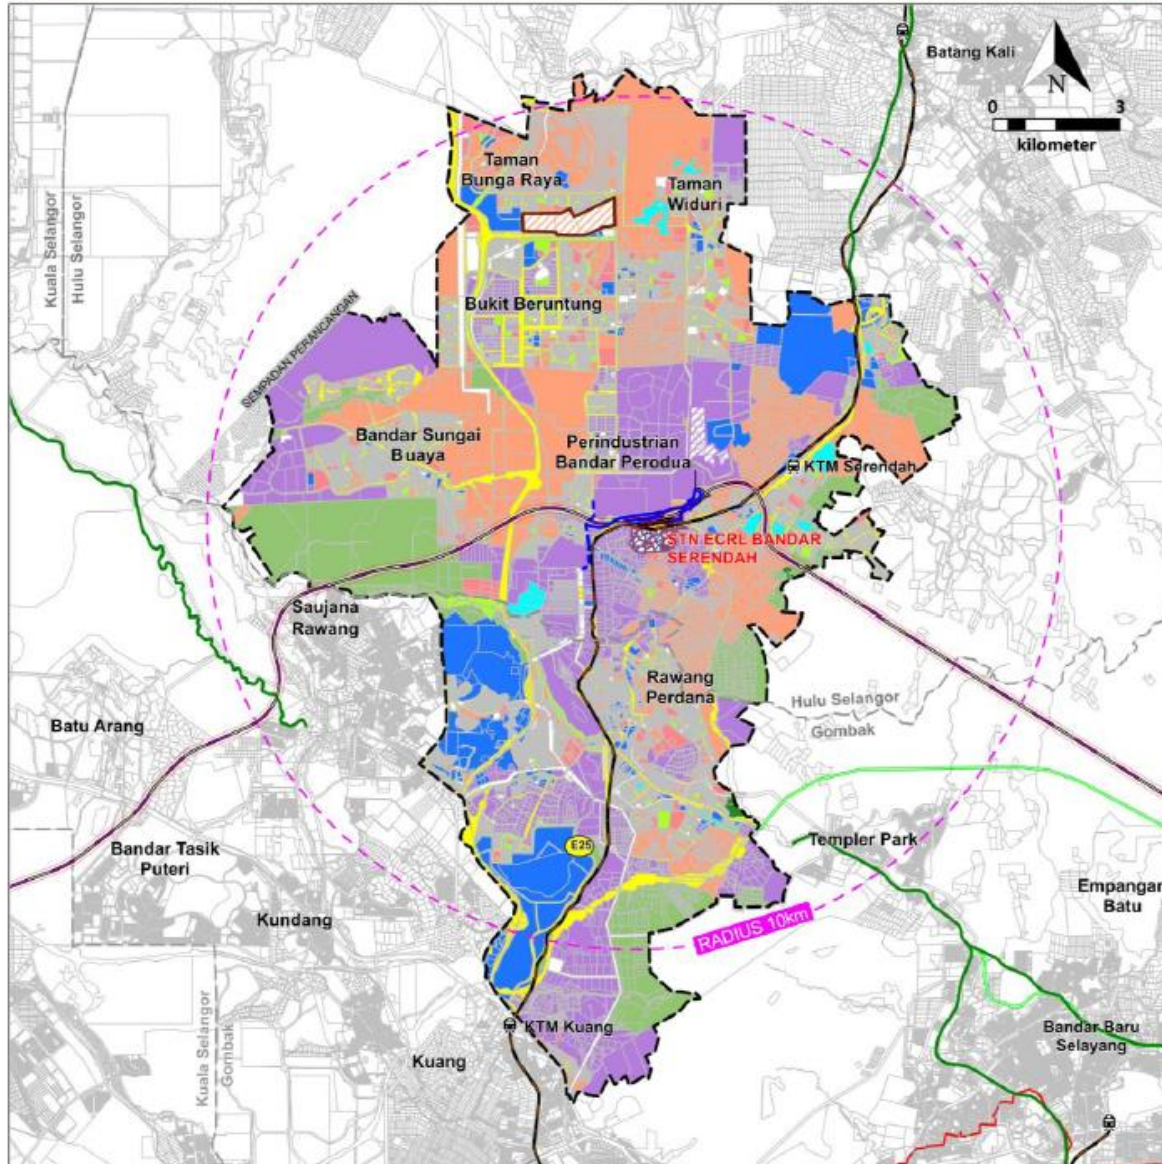 Batang Kali
N
0 3
kilometer
Taman
Bunga Raya
Taman
Widuri
Kuala Selangor
Hulu Selangor
Bukit Beruntung
SEMPADAN PERANCANGAN
Bandar Sungai
Buaya
Perindustrian
Bandar Perodua
KTM Serendah
STN ECRL BANDAR
SERENDAH
Saujana
Rawang
Rawang
Perdana
Hulu Selangor
Gombak
Batu Arang
Bandar Tasik
Puteri
E25
Templer Park
Kundang
Empangan
Batu
RADIUS 10km
Kuala Selangor
Gombak
KTM Kuang
Kuang
Bandar Baru
Selayang